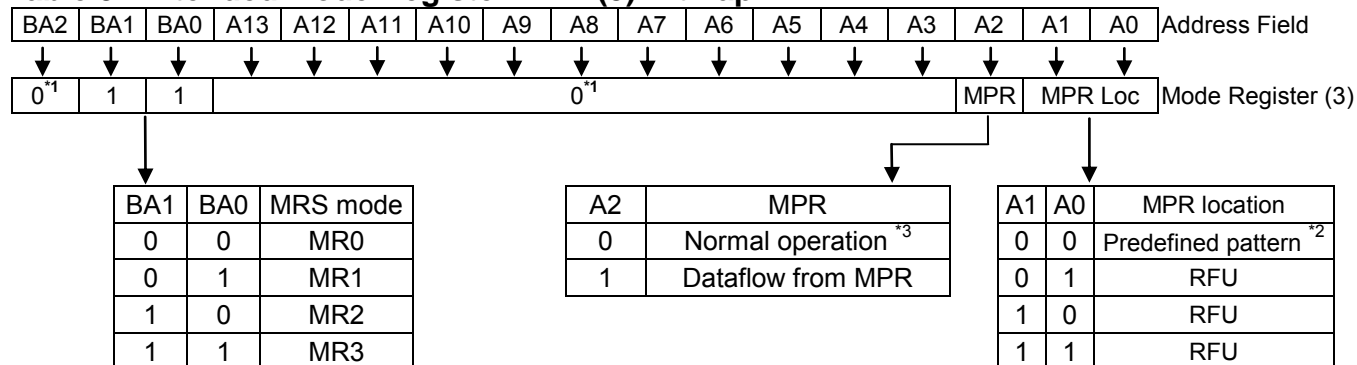 BA2 BA1 BA0 A13 A12 A11 A10 A9 A8 A7 A6 A5 A4 A3 A2 A1 A0 Address Field
0*1 1 1 0*1 MPR MPR Loc Mode Register (3)
BA1 BA0 MRS mode
0 0 MR0
0 1 MR1
1 0 MR2
1 1 MR3
A2 MPR
0 Normal operation *3
1 Dataflow from MPR
A1 A0 MPR location
0 0 Predefined pattern *2
0 1 RFU
1 0 RFU
1 1 RFU